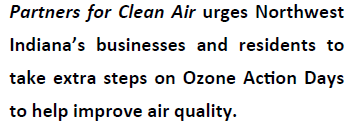 Partners for Clean Air urges Northwest
Indiana’s businesses and residents to
take extra steps on Ozone Action Days
to help improve air quality.